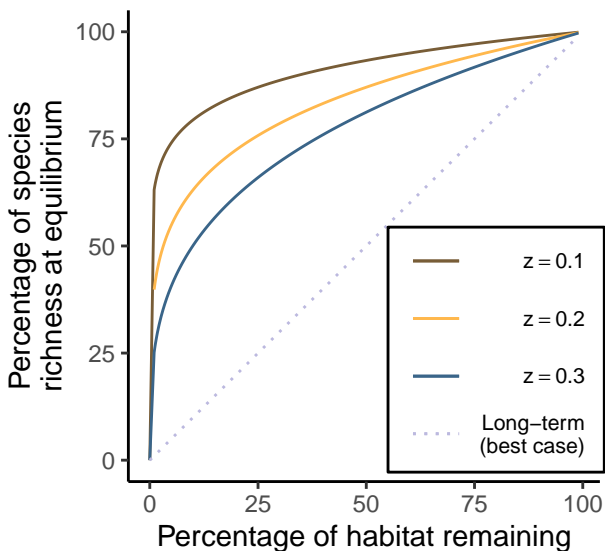 Percentage of species
richness at equilibrium
100
75
50
25
0
z = 0.1
z = 0.2
z = 0.3
Long−term
(best case)
0 25 50 75 100
Percentage of habitat remaining